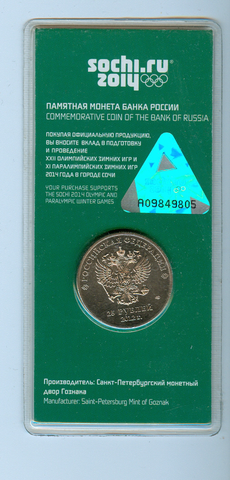 sochi.ru
2014
ПАМЯТНАЯ МОНЕТА БАНКА РОССИИ
COMMEMORATIVE COIN OF THE BANK OF RUSSIA
ПОКУПАЯ ОФИЦИАЛЬНУЮ ПРОДУКЦИЮ,
ВЫ ВНОСИТЕ ВКЛАД В ПОДГОТОВКУ
И ПРОВЕДЕНИЕ
XXII ОЛИМПИЙСКИХ ЗИМНИХ ИГР И
XI ПАРАЛИМПИЙСКИХ ЗИМНИХ ИГР
2014 ГОДА В ГОРОДЕ СОЧИ
YOUR PURCHASE SUPPORTS
THE SOCHI 2014 OLYMPIC AND
PARALYMPIC WINTER GAMES
A09849805
РОССИЙСКАЯ ФЕДЕРАЦИЯ
25 РУБЛЕЙ
Производитель: Санкт-Петербургский монетный
двор Гознака
Manufacturer: Saint-Petersburg Mint of Goznak